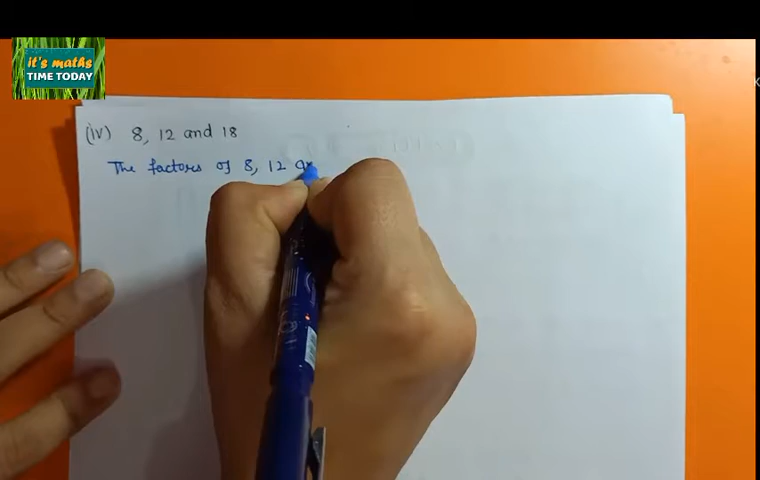 it's maths
TIME TODAY
(iv) 8, 12 and 18
The factors of 8, 12